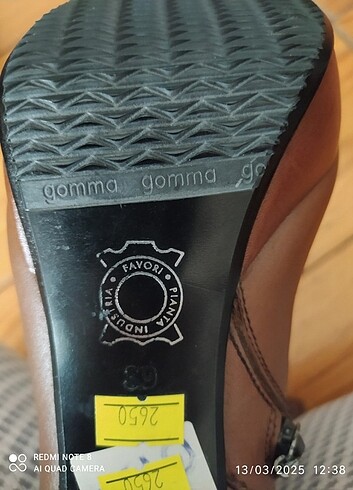 gomma gomma go
FAVORI • PIANTA INDUSTRIA •
39
2650
2650
REDMI NOTE 8
AI QUAD CAMERA
13/03/2025 12:38